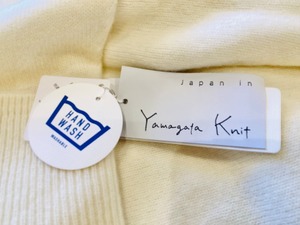 japan in
Yamagata Knit
HAND
WASH
WASHABLE